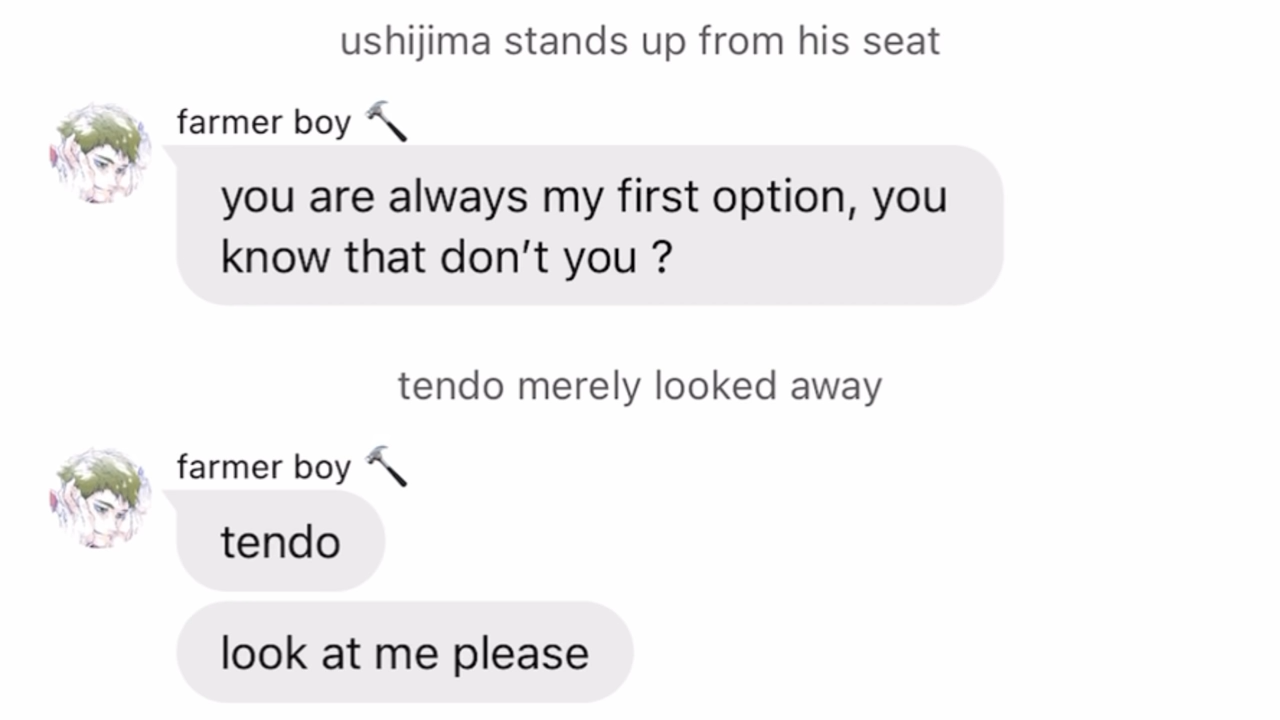 ushijima stands up from his seat
farmer boy 🔨
you are always my first option, you
know that don’t you ?
tendo merely looked away
farmer boy 🔨
tendo
look at me please